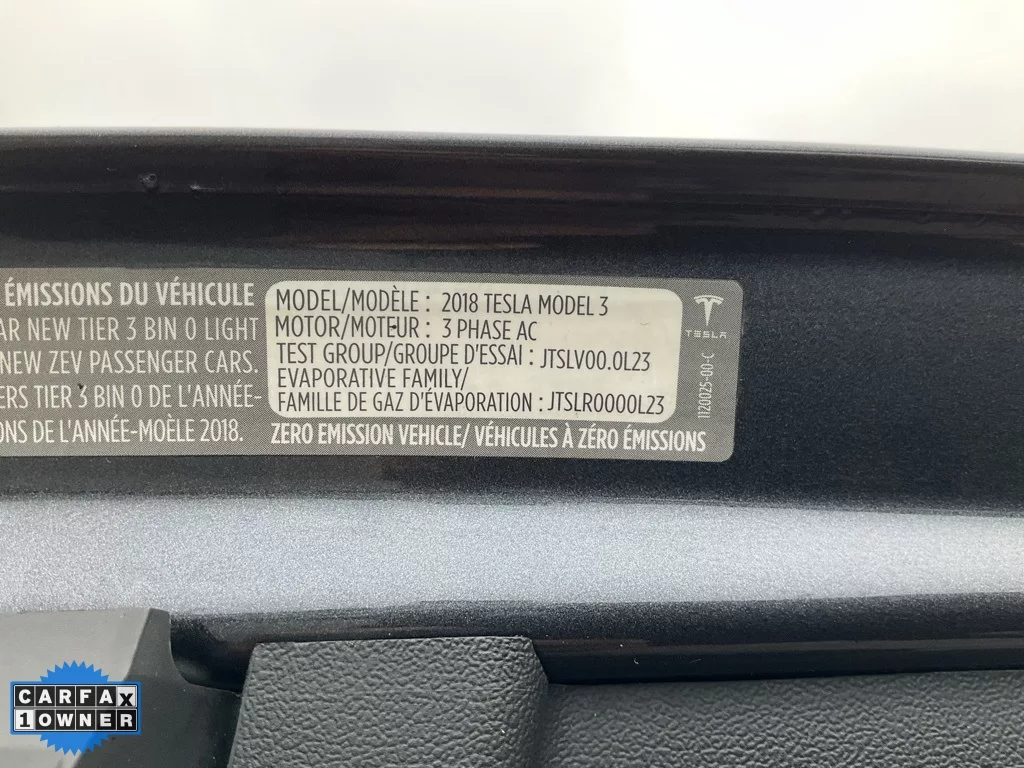 ÉMISSIONS DU VÉHICULE
AR NEW TIER 3 BIN 0 LIGHT
NEW ZEV PASSENGER CARS.
ERS TIER 3 BIN 0 DE L'ANNÉE-
ONS DE L'ANNÉE-MOÈLE 2018.
MODEL/MODÈLE : 2018 TESLA MODEL 3
MOTOR/MOTEUR : 3 PHASE AC
TEST GROUP/GROUPE D'ESSAI : JTSLV00.0L23
EVAPORATIVE FAMILY/
FAMILLE DE GAZ D'ÉVAPORATION : JTSLR0000L23
ZERO EMISSION VEHICLE/ VÉHICULES À ZÉRO ÉMISSIONS
TESLA
1120025-00-C
CARFAX
1 OWNER